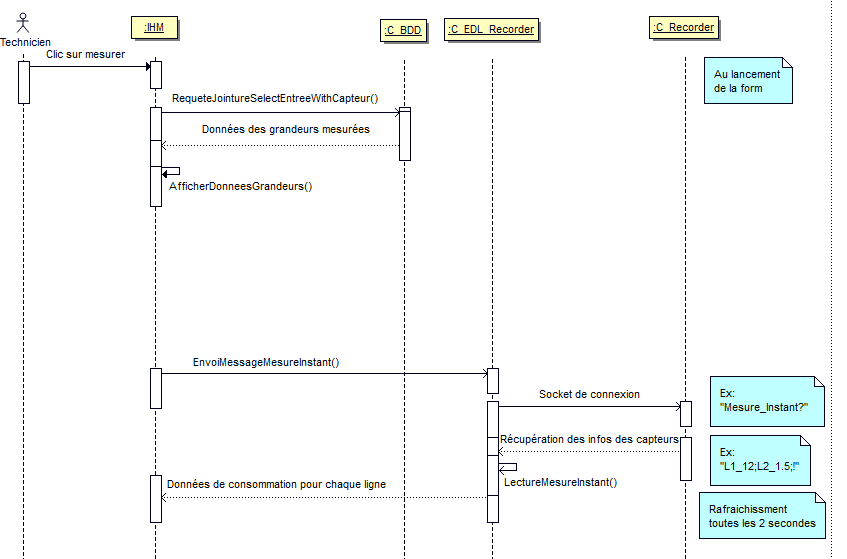 Technicien
:IHM
:C_BDD
:C_EDL_Recorder
:C_Recorder
Clic sur mesurer
Au lancement
de la form
RequeteJointureSelectEntreeWithCapteur()
Données des grandeurs mesurées
AfficherDonneesGrandeurs()
EnvoiMessageMesureInstant()
Socket de connexion
Ex:
"Mesure_Instant?"
Récupération des infos des capteurs
Ex:
"L1_12;L2_1.5;!"
LectureMesureInstant()
Données de consommation pour chaque ligne
Rafraichissment
toutes les 2 secondes